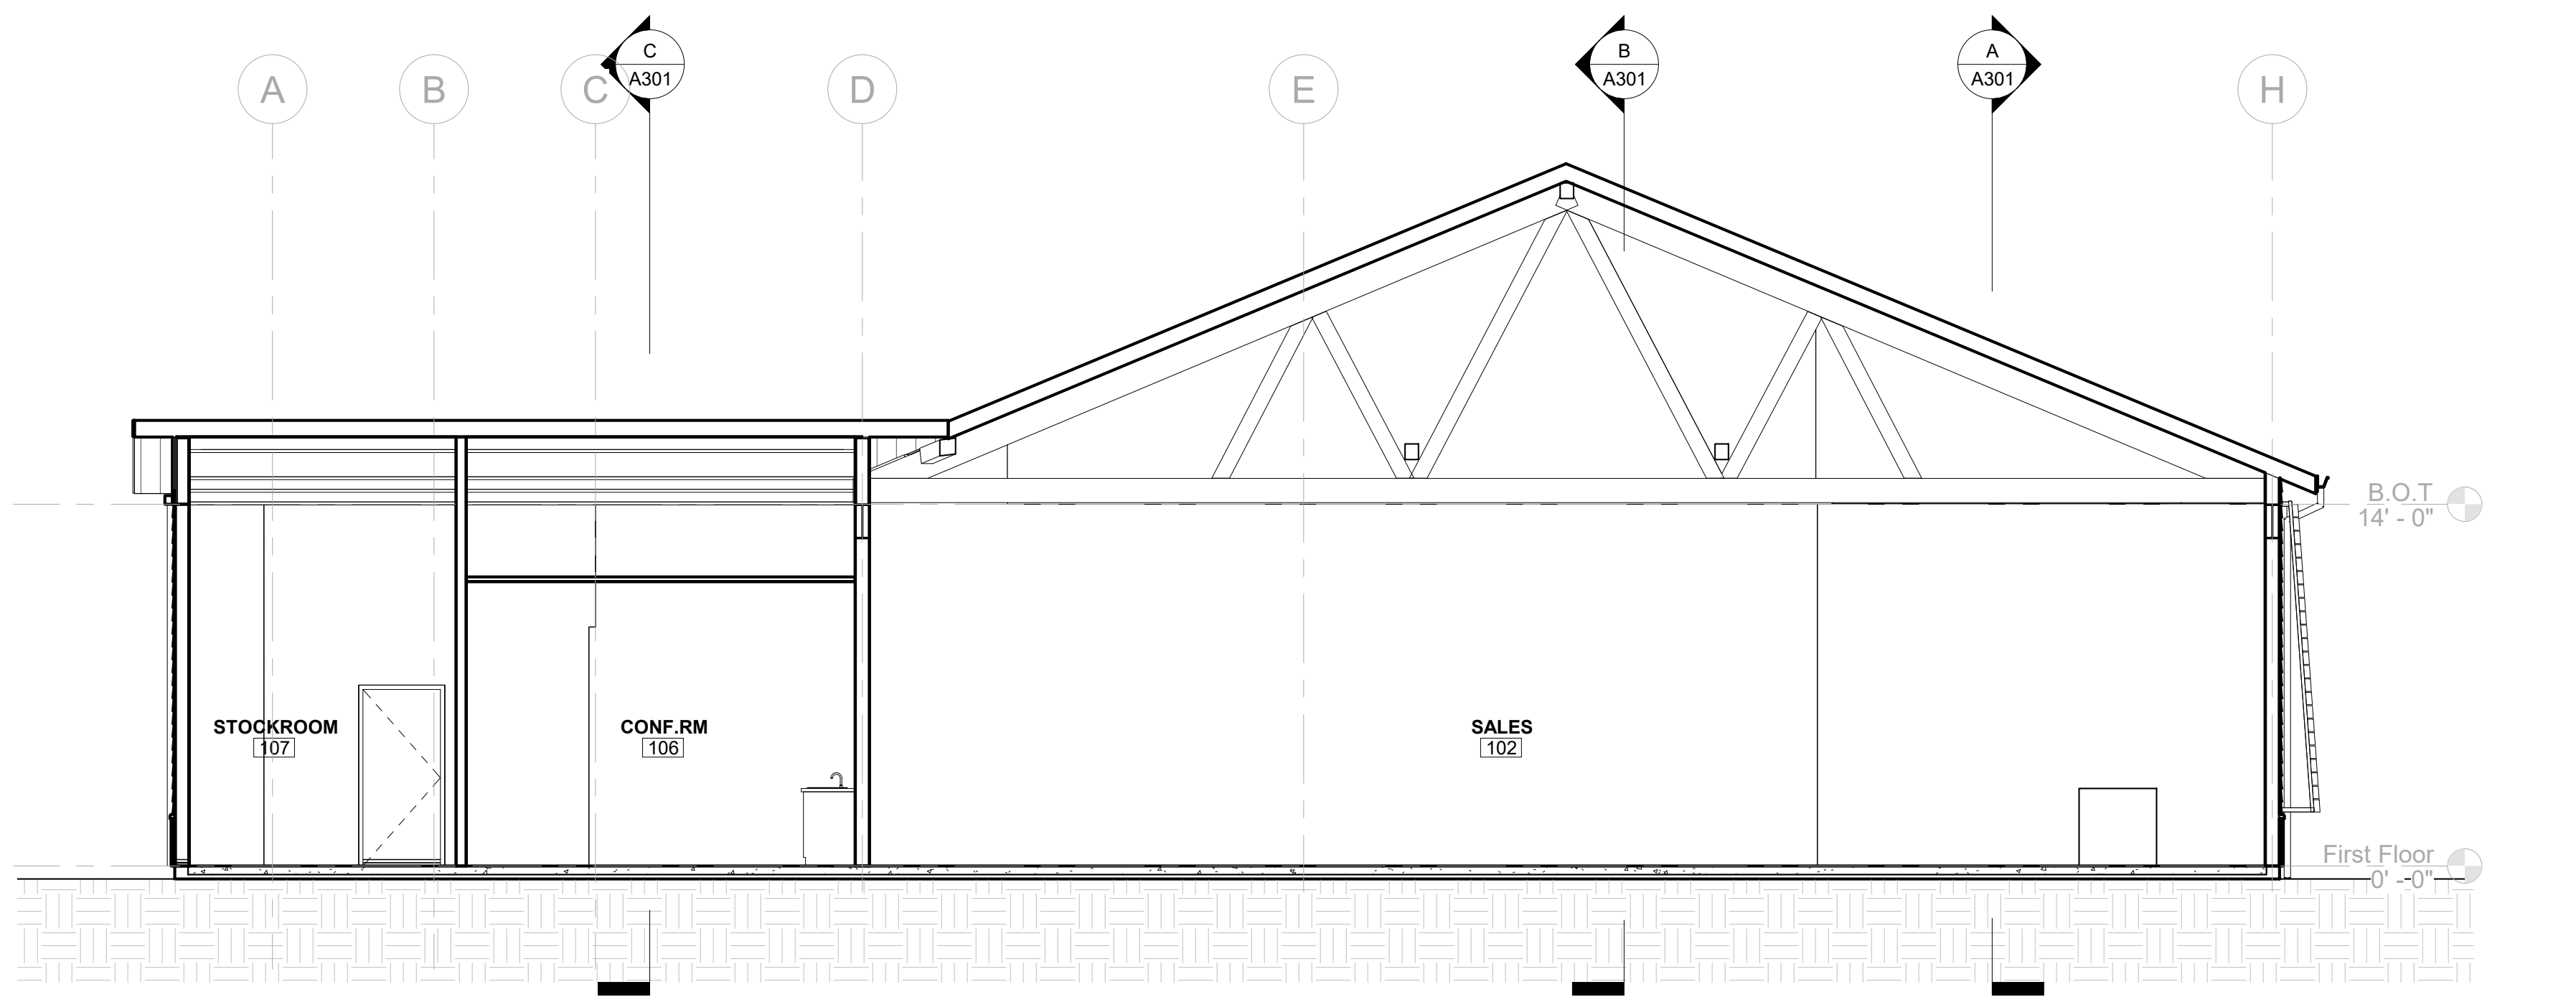 C
A301
B
A301
A
A301
A
B
C
D
E
H
B.O.T
14' - 0"
STOCKROOM
107
CONF.RM
106
SALES
102
First Floor
0' - 0"